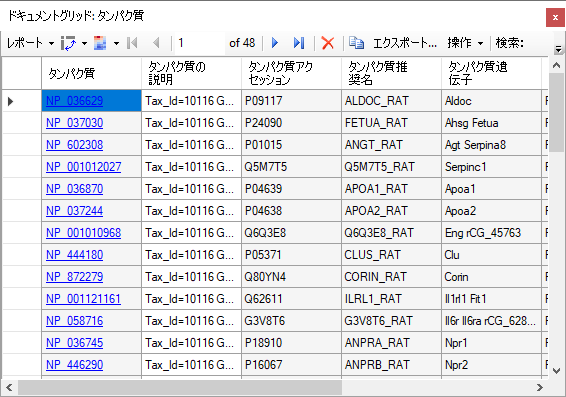 ドキュメントグリッド: タンパク質
レポート 1 of 48 エクスポート... 操作 検索:
タンパク質 タンパク質の説明 タンパク質アクセッション タンパク質推奨名 タンパク質遺伝子
NP_036629 Tax_Id=10116 G... P09117 ALDOC_RAT Aldoc
NP_037030 Tax_Id=10116 G... P24090 FETUA_RAT Ahsg Fetua
NP_602308 Tax_Id=10116 G... P01015 ANGT_RAT Agt Serpina8
NP_001012027 Tax_Id=10116 G... Q5M7T5 Q5M7T5_RAT Serpinc1
NP_036870 Tax_Id=10116 G... P04639 APOA1_RAT Apoa1
NP_037244 Tax_Id=10116 G... P04638 APOA2_RAT Apoa2
NP_001010968 Tax_Id=10116 G... Q6Q3E8 Q6Q3E8_RAT Eng rCG_45763
NP_444180 Tax_Id=10116 G... P05371 CLUS_RAT Clu
NP_872279 Tax_Id=10116 G... Q80YN4 CORIN_RAT Corin
NP_001121161 Tax_Id=10116 G... Q62611 ILRL1_RAT Il1rl1 Fit1
NP_058716 Tax_Id=10116 G... G3V8T6 G3V8T6_RAT Il6r Il6ra rCG_628...
NP_036745 Tax_Id=10116 G... P18910 ANPRA_RAT Npr1
NP_446290 Tax_Id=10116 G... P16067 ANPRB_RAT Npr2